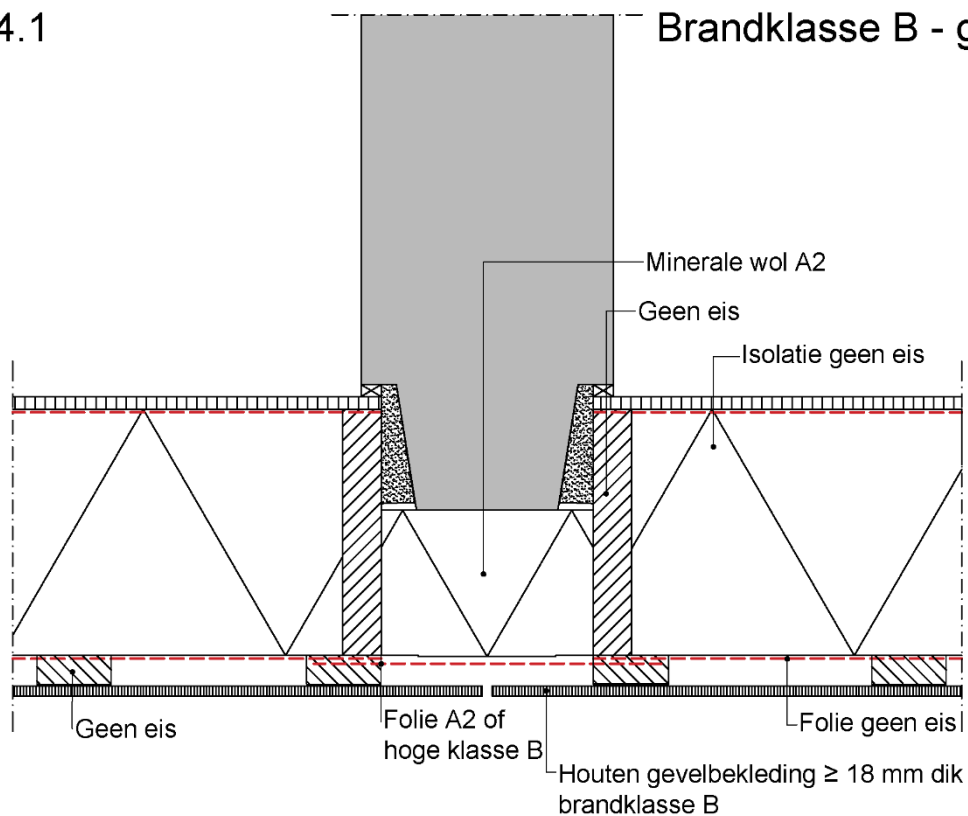 4.1
Brandklasse B - g
Minerale wol A2
Geen eis
Isolatie geen eis
Geen eis
Folie A2 of
hoge klasse B
Folie geen eis
Houten gevelbekleding ≥ 18 mm dik
brandklasse B